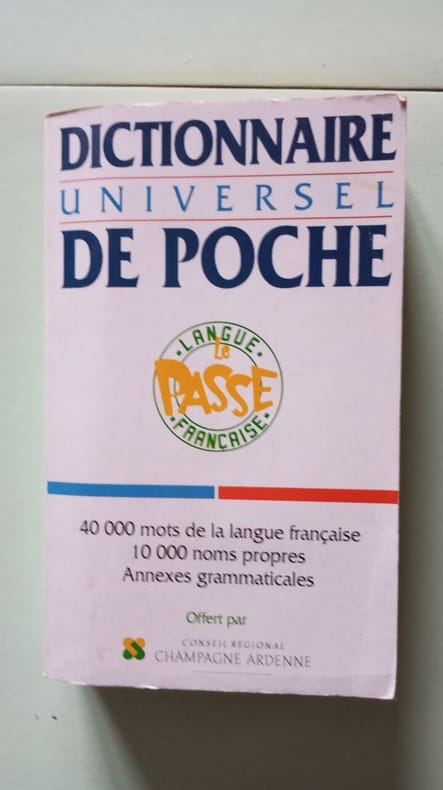 DICTIONNAIRE
UNIVERSEL
DE POCHE
LANGUE
Le
PASSE
FRANÇAISE
40 000 mots de la langue française
10 000 noms propres
Annexes grammaticales
Offert par
CONSEIL REGIONAL
CHAMPAGNE ARDENNE